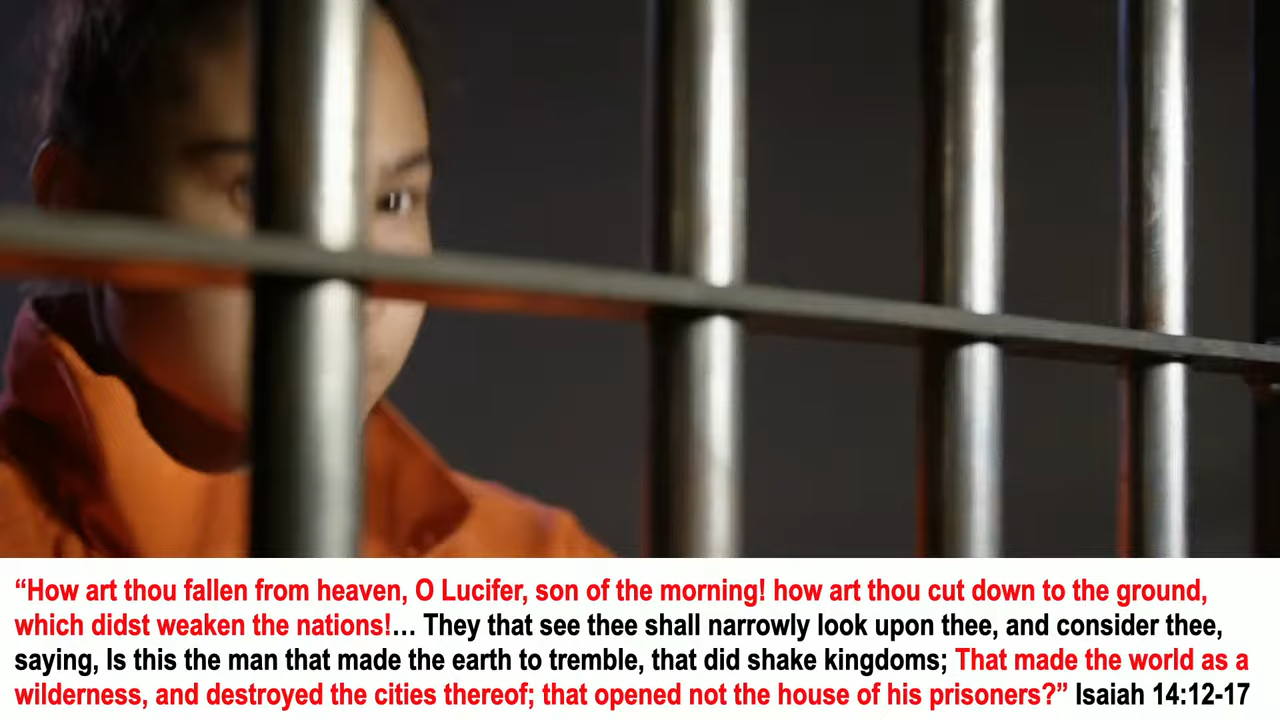 “How art thou fallen from heaven, O Lucifer, son of the morning! how art thou cut down to the ground,
which didst weaken the nations!… They that see thee shall narrowly look upon thee, and consider thee,
saying, Is this the man that made the earth to tremble, that did shake kingdoms; That made the world as a
wilderness, and destroyed the cities thereof; that opened not the house of his prisoners?” Isaiah 14:12-17